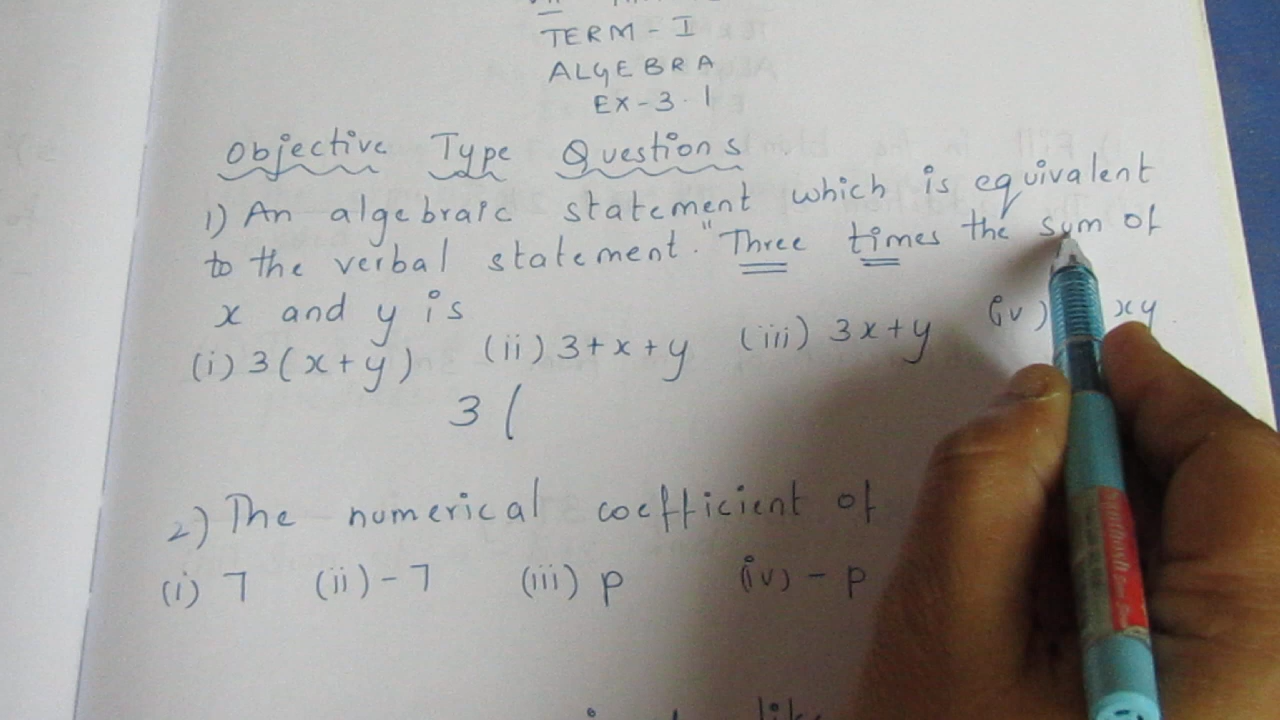 TERM - I
ALGEBRA
EX - 3.1
Objective Type Questions
1) An algebraic statement which is equivalent
to the verbal statement. "Three times the sum of
x and y is
(i) 3(x+y) (ii) 3+x+y (iii) 3x+y (iv) xy
3(
2) The numerical coefficient of
(i) 7 (ii) -7 (iii) p (iv) - p
like